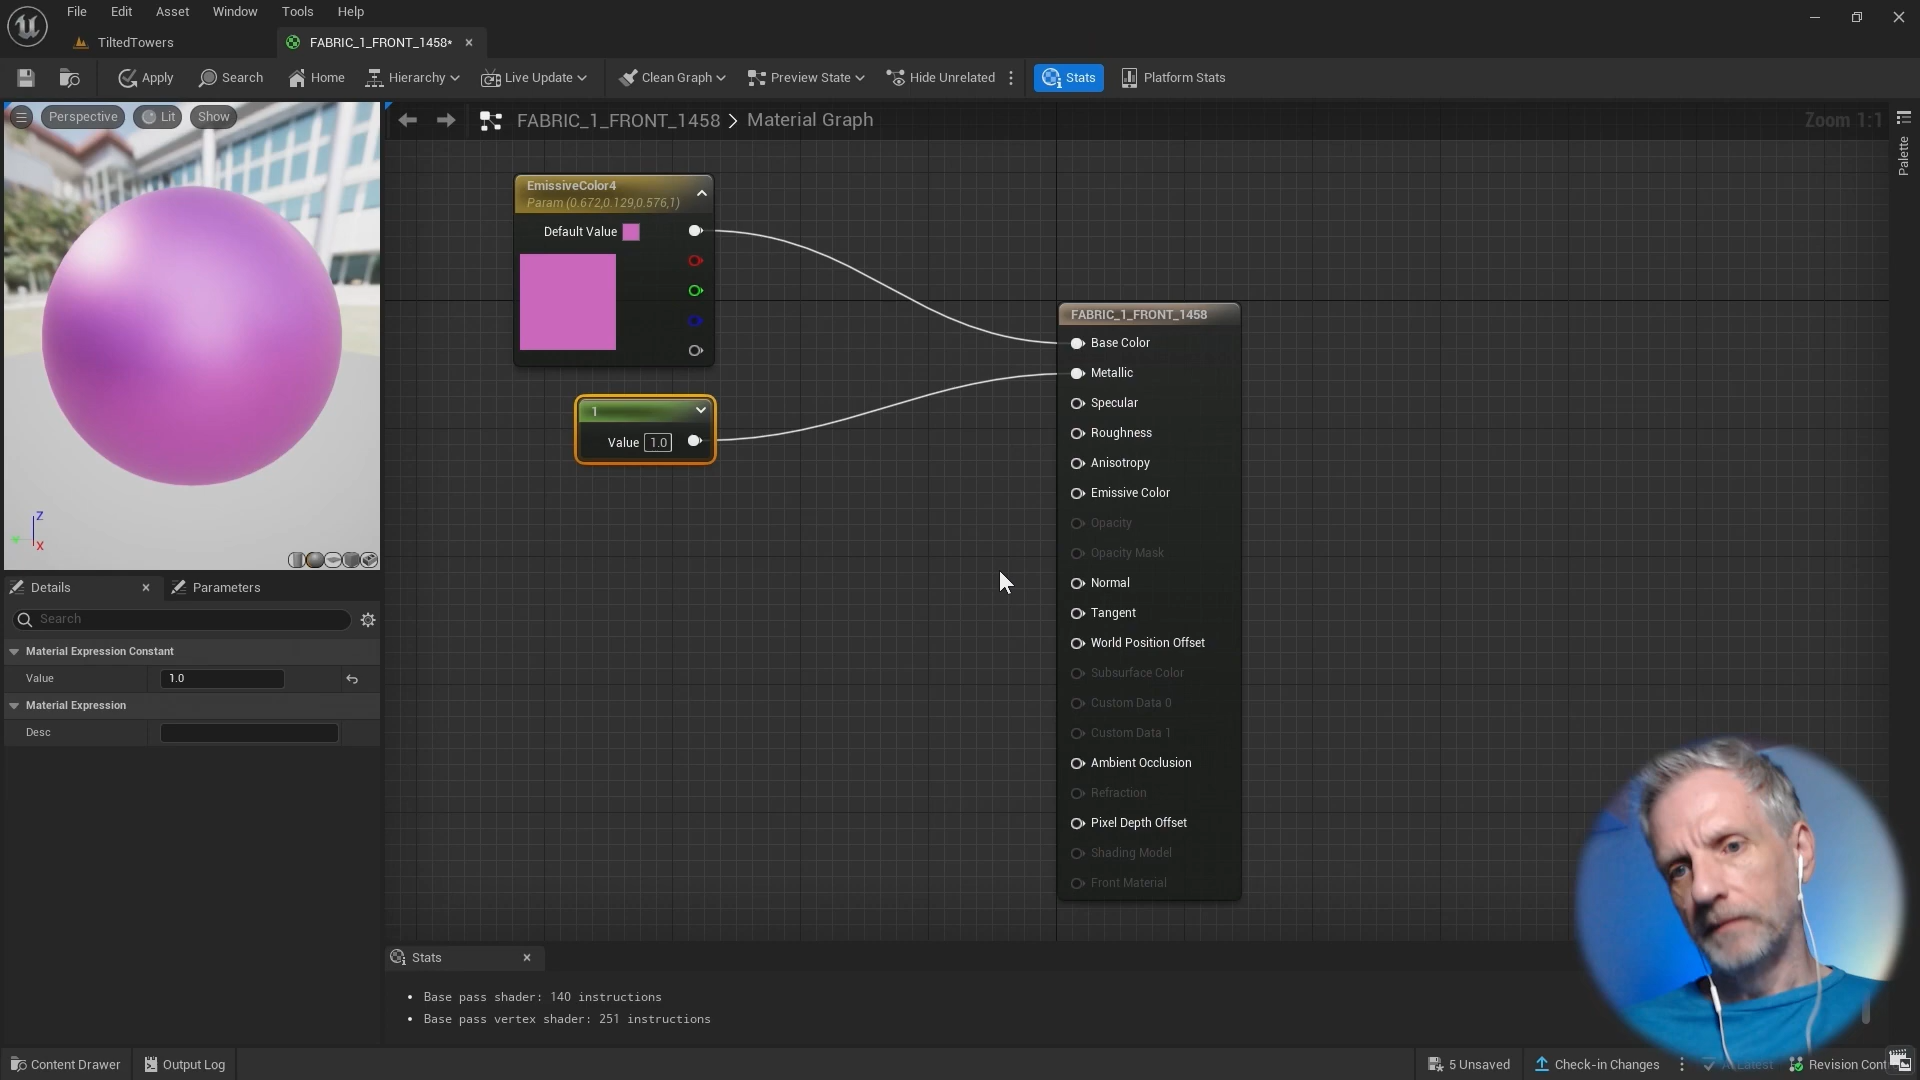 File Edit Asset Window Tools Help
TiltedTowers FABRIC_1_FRONT_1458*
Apply Search Home Hierarchy Live Update Clean Graph Preview State Hide Unrelated Stats Platform Stats
Perspective Lit Show
FABRIC_1_FRONT_1458 > Material Graph
Zoom 1:1
Palette
EmissiveColor4
Param (0.672,0.129,0.576,1)
Default Value
1
Value 1.0
FABRIC_1_FRONT_1458
Base Color
Metallic
Specular
Roughness
Anisotropy
Emissive Color
Opacity
Opacity Mask
Normal
Tangent
World Position Offset
Subsurface Color
Custom Data 0
Custom Data 1
Ambient Occlusion
Refraction
Pixel Depth Offset
Shading Model
Front Material
Z
X
Details Parameters
Search
Material Expression Constant
Value 1.0
Material Expression
Desc
Stats
• Base pass shader: 140 instructions
• Base pass vertex shader: 251 instructions
Content Drawer Output Log
5 Unsaved Check-in Changes Revision Cont